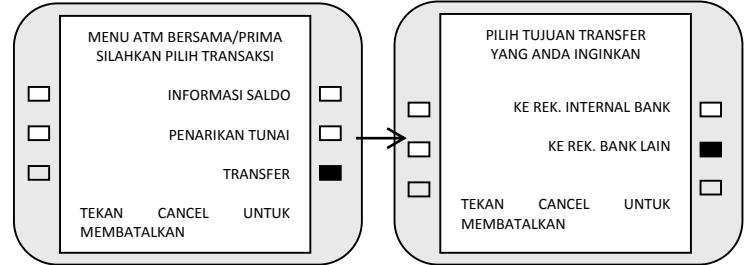 MENU ATM BERSAMA/PRIMA
SILAHKAN PILIH TRANSAKSI
INFORMASI SALDO
PENARIKAN TUNAI
TRANSFER
TEKAN CANCEL UNTUK
MEMBATALKAN
PILIH TUJUAN TRANSFER
YANG ANDA INGINKAN
KE REK. INTERNAL BANK
KE REK. BANK LAIN
TEKAN CANCEL UNTUK
MEMBATALKAN